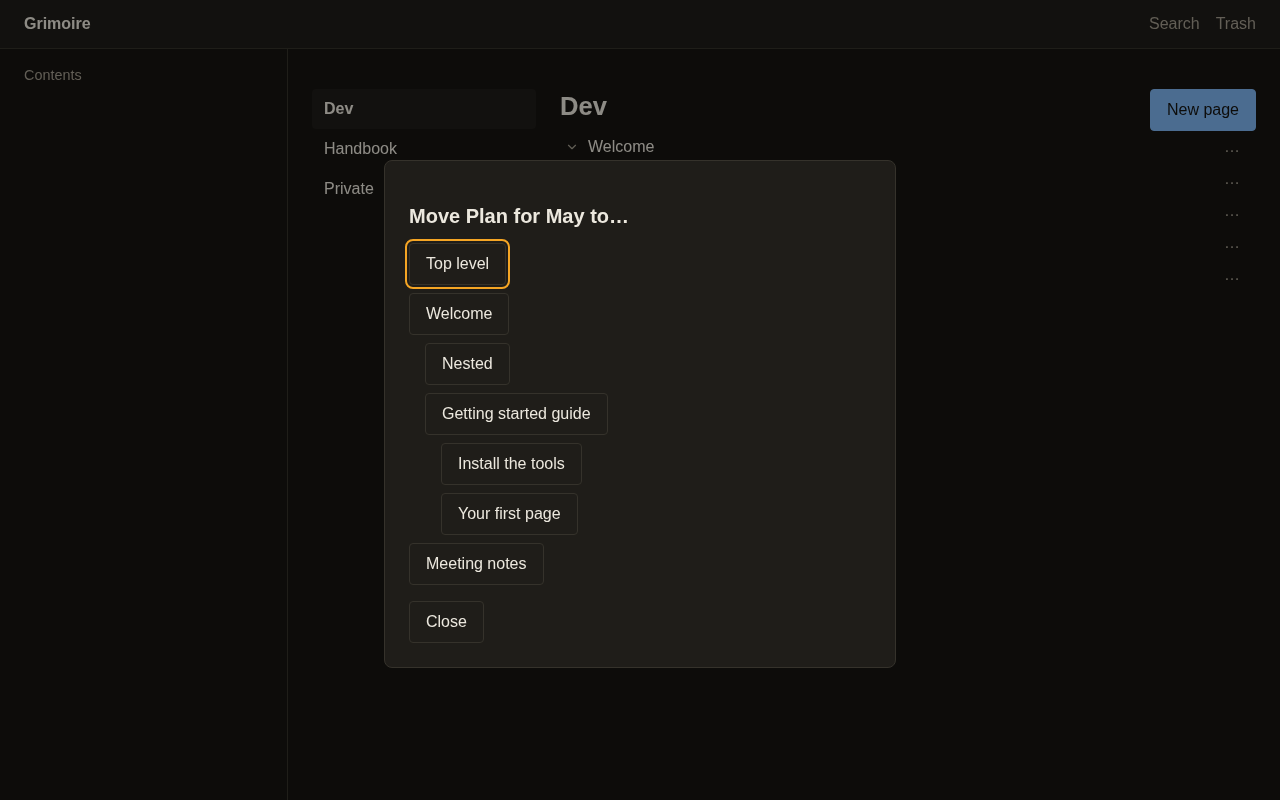 Grimoire
Search Trash
Contents
Dev
Handbook
Private
Dev
New page
Welcome
…
…
…
…
…
Move Plan for May to…
Top level
Welcome
Nested
Getting started guide
Install the tools
Your first page
Meeting notes
Close